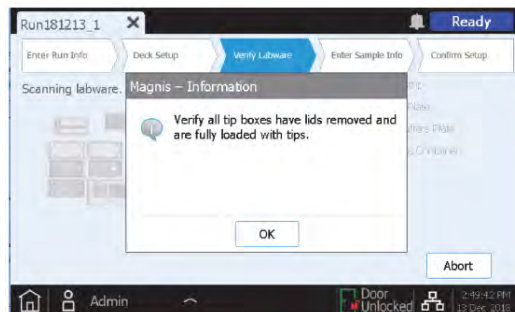 Run181213_1
Ready
Enter Run Info
Deck Setup
Verify Labware
Enter Sample Info
Confirm Setup
Scanning labware.
Magnis – Information
Verify all tip boxes have lids removed and
are fully loaded with tips.
OK
Plate
Plate
Abort
Admin
Door
Unlocked
2:49:42 PM
13 Dec 2018